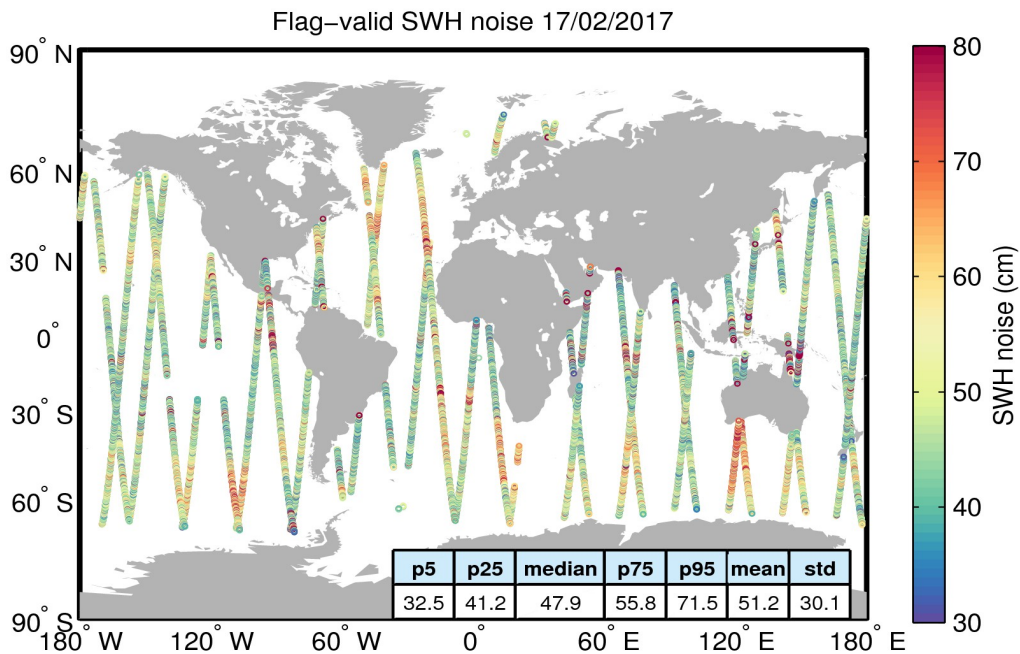 Flag−valid SWH noise 17/02/2017
90° N
60° N
30° N
0°
30° S
60° S
90° S
180° W
120° W
60° W
0°
60° E
120° E
180° E
p5 p25 median p75 p95 mean std
32.5 41.2 47.9 55.8 71.5 51.2 30.1
80
70
60
50
40
30
SWH noise (cm)